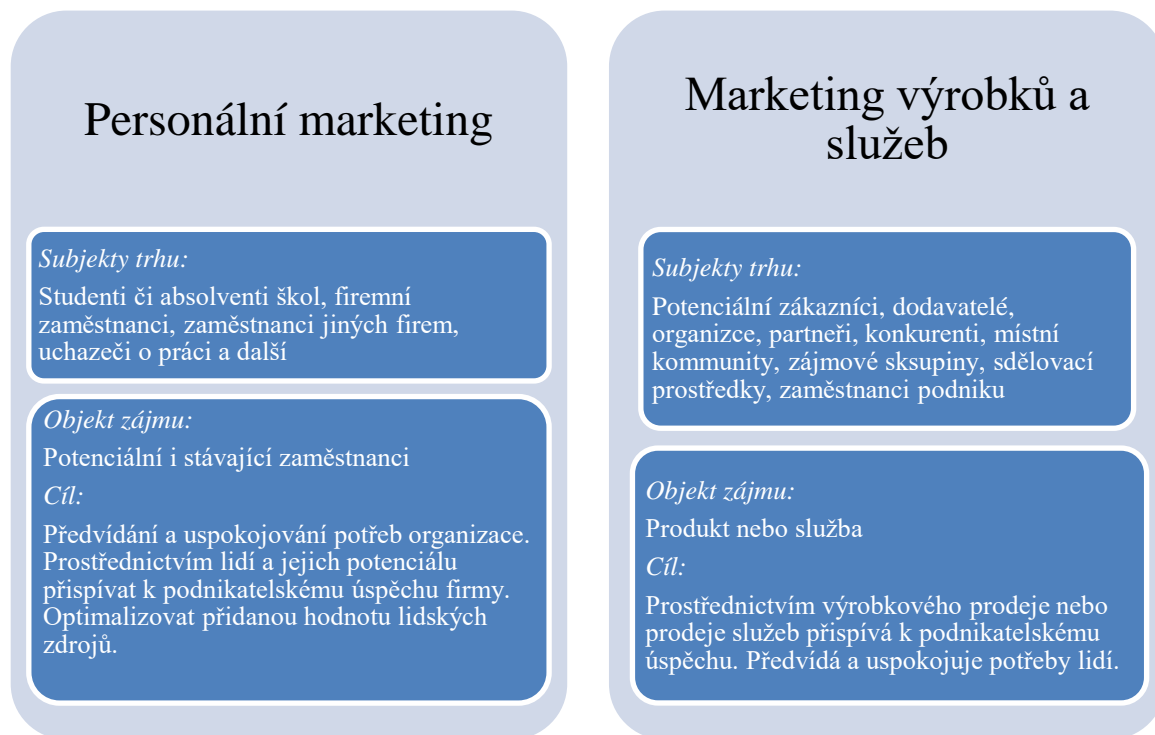 Personální marketing
Subjekty trhu:
Studenti či absolventi škol, firemní
zaměstnanci, zaměstnanci jiných firem,
uchazeči o práci a další
Objekt zájmu:
Potenciální i stávající zaměstnanci
Cíl:
Předvídání a uspokojování potřeb organizace.
Prostřednictvím lidí a jejich potenciálu
přispívat k podnikatelskému úspěchu firmy.
Optimalizovat přidanou hodnotu lidských
zdrojů.
Marketing výrobků a
služeb
Subjekty trhu:
Potenciální zákazníci, dodavatelé,
organizce, partneři, konkurenti, místní
kommunity, zájmové sksupiny, sdělovací
prostředky, zaměstnanci podniku
Objekt zájmu:
Produkt nebo služba
Cíl:
Prostřednictvím výrobkového prodeje nebo
prodeje služeb přispívá k podnikatelskému
úspěchu. Předvídá a uspokojuje potřeby lidí.